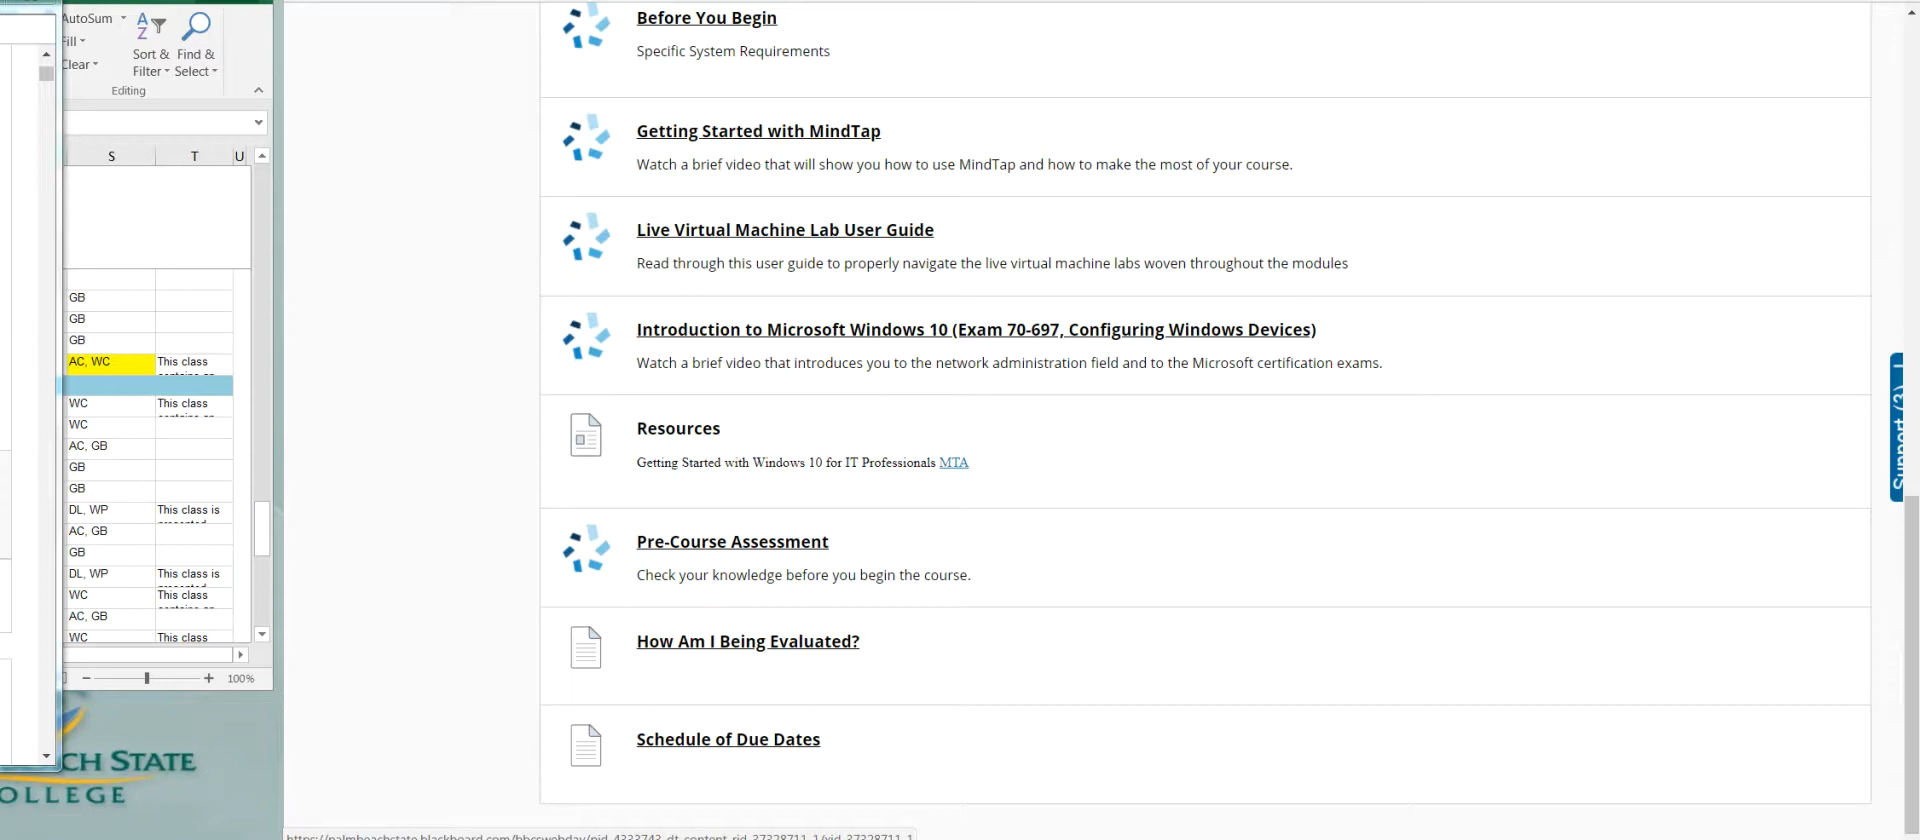 AutoSum
Fill
Clear
Sort &
Filter
Find &
Select
Editing
S T U
GB
GB
GB
AC, WC This class
WC This class
WC
AC, GB
GB
GB
DL, WP This class is
AC, GB
GB
DL, WP This class is
WC This class
AC, GB
WC This class
100%
STATE
OLLEGE
Before You Begin
Specific System Requirements
Getting Started with MindTap
Watch a brief video that will show you how to use MindTap and how to make the most of your course.
Live Virtual Machine Lab User Guide
Read through this user guide to properly navigate the live virtual machine labs woven throughout the modules
Introduction to Microsoft Windows 10 (Exam 70-697, Configuring Windows Devices)
Watch a brief video that introduces you to the network administration field and to the Microsoft certification exams.
Resources
Getting Started with Windows 10 for IT Professionals MTA
Pre-Course Assessment
Check your knowledge before you begin the course.
How Am I Being Evaluated?
Schedule of Due Dates
Support (3)